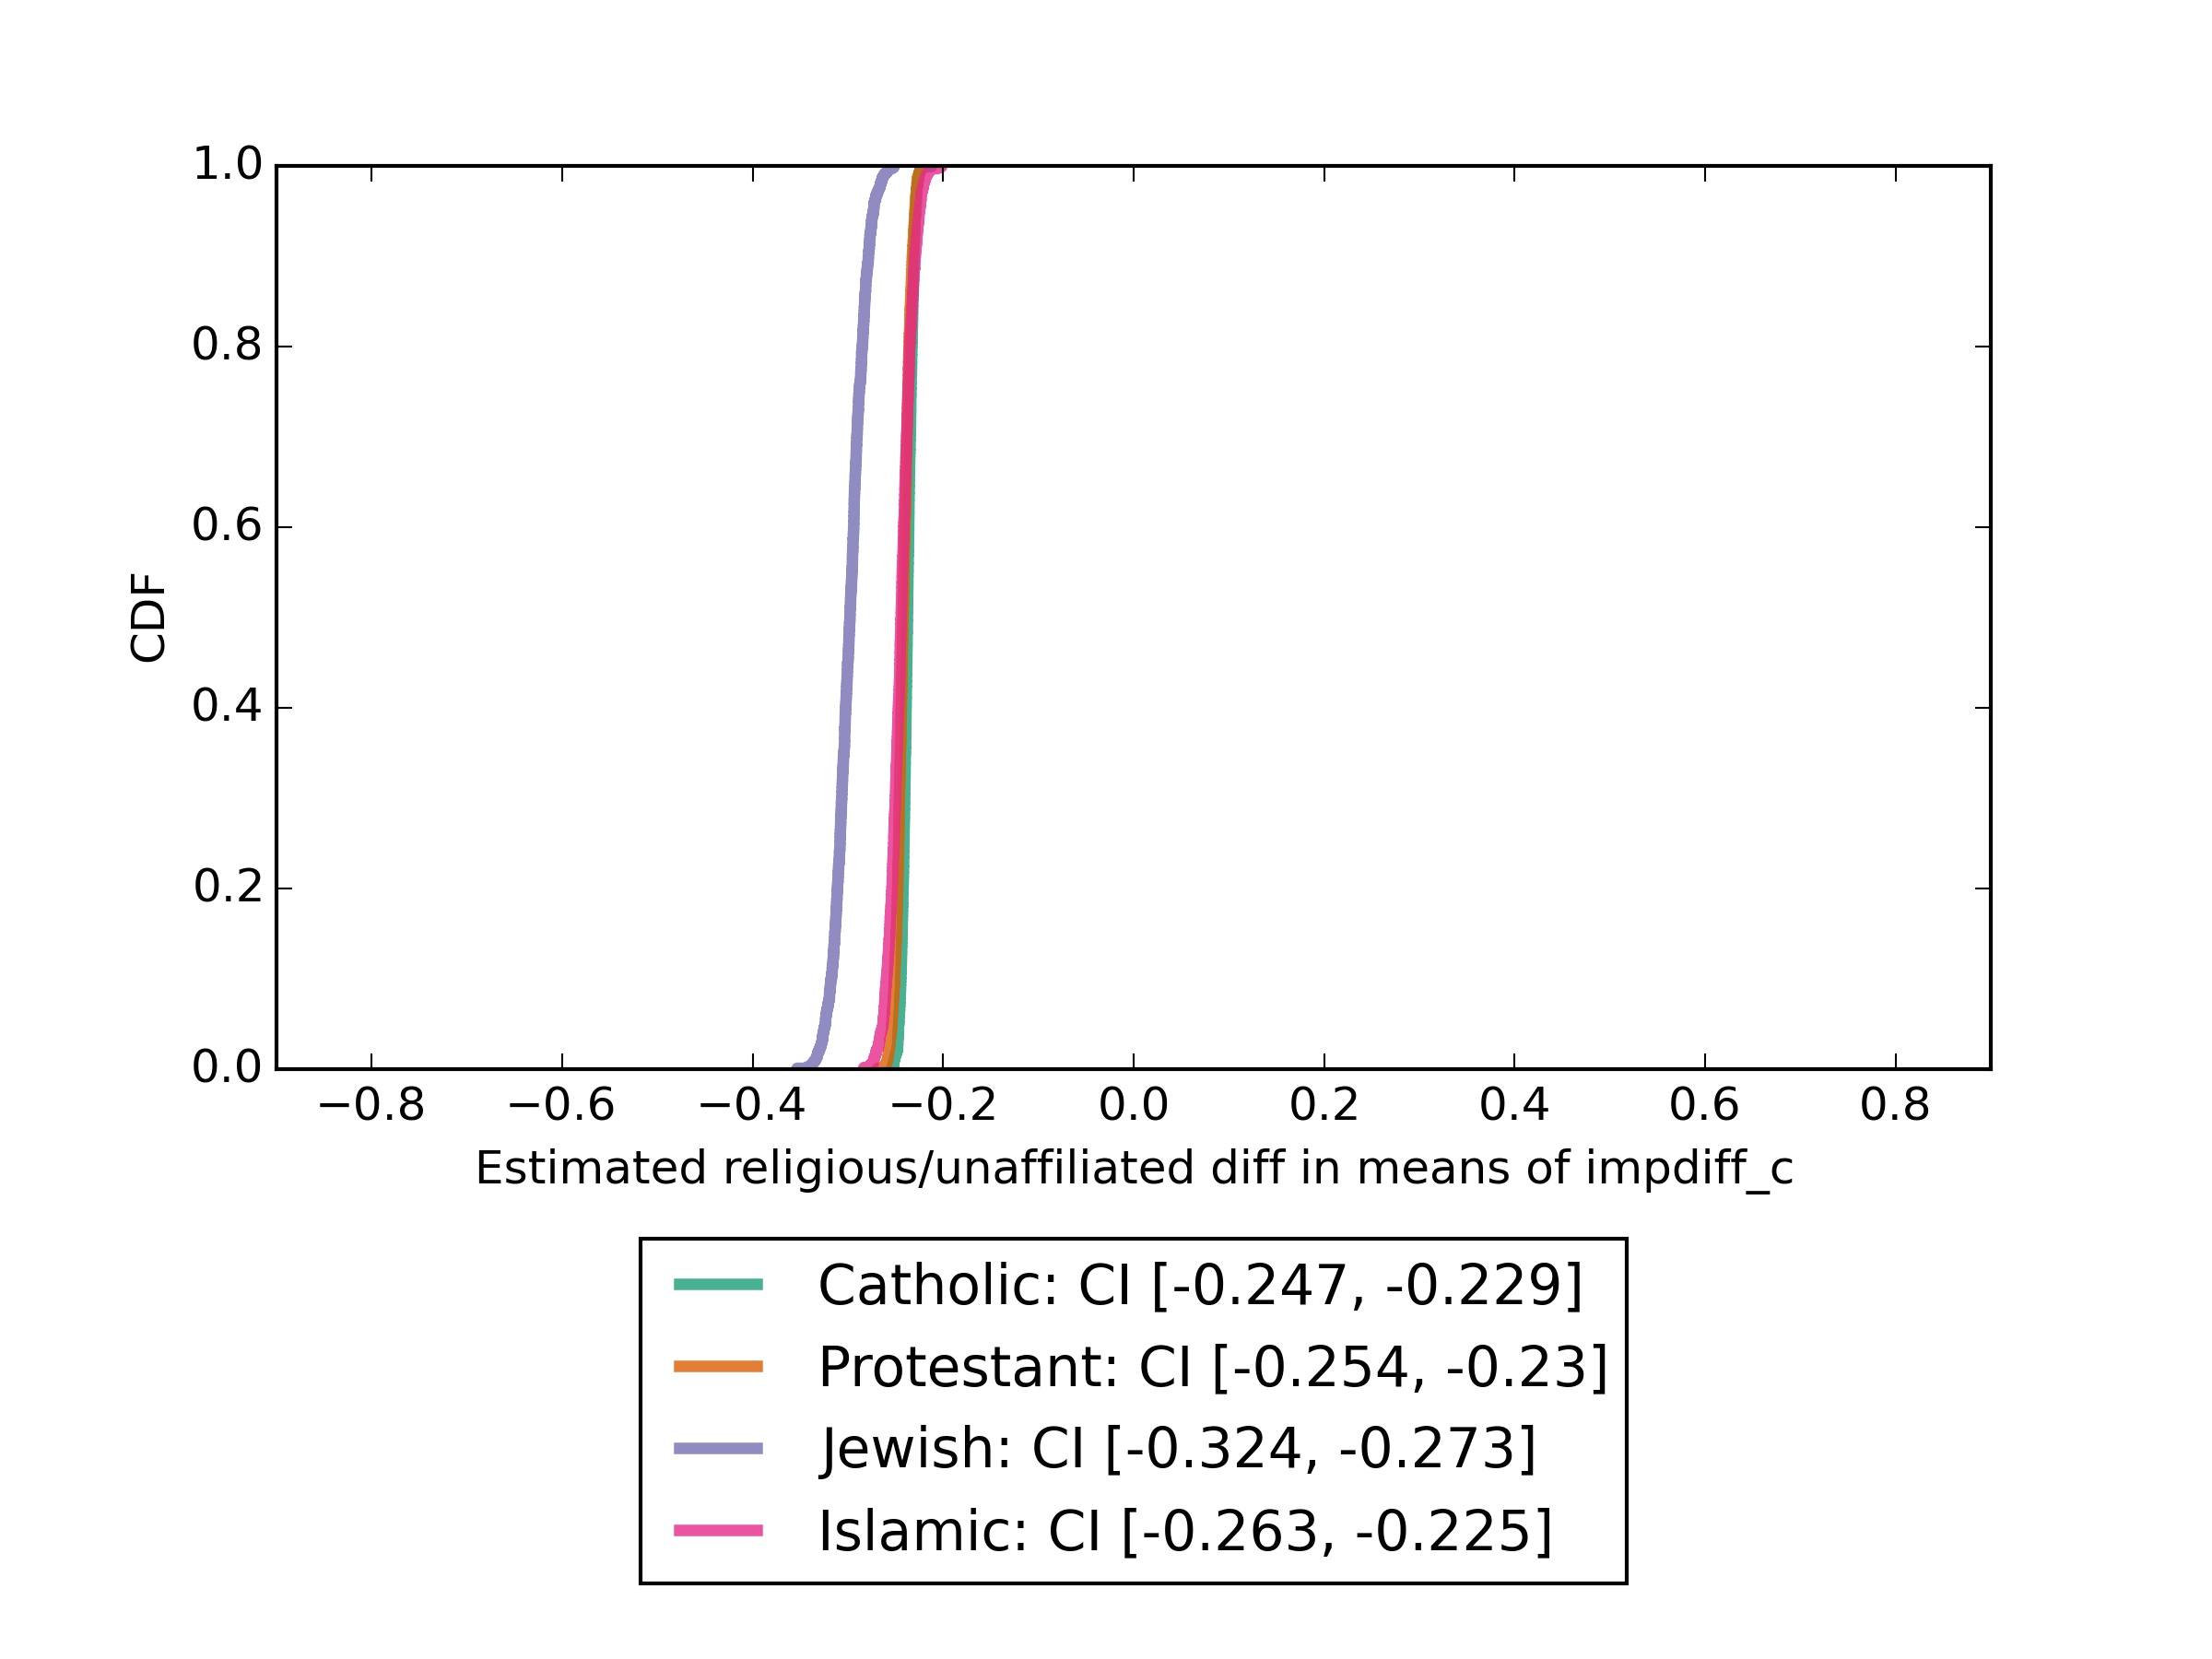 1.0
0.8
0.6
0.4
0.2
0.0
CDF
−0.8 −0.6 −0.4 −0.2 0.0 0.2 0.4 0.6 0.8
Estimated religious/unaffiliated diff in means of impdiff_c
Catholic: CI [-0.247, -0.229]
Protestant: CI [-0.254, -0.23]
Jewish: CI [-0.324, -0.273]
Islamic: CI [-0.263, -0.225]